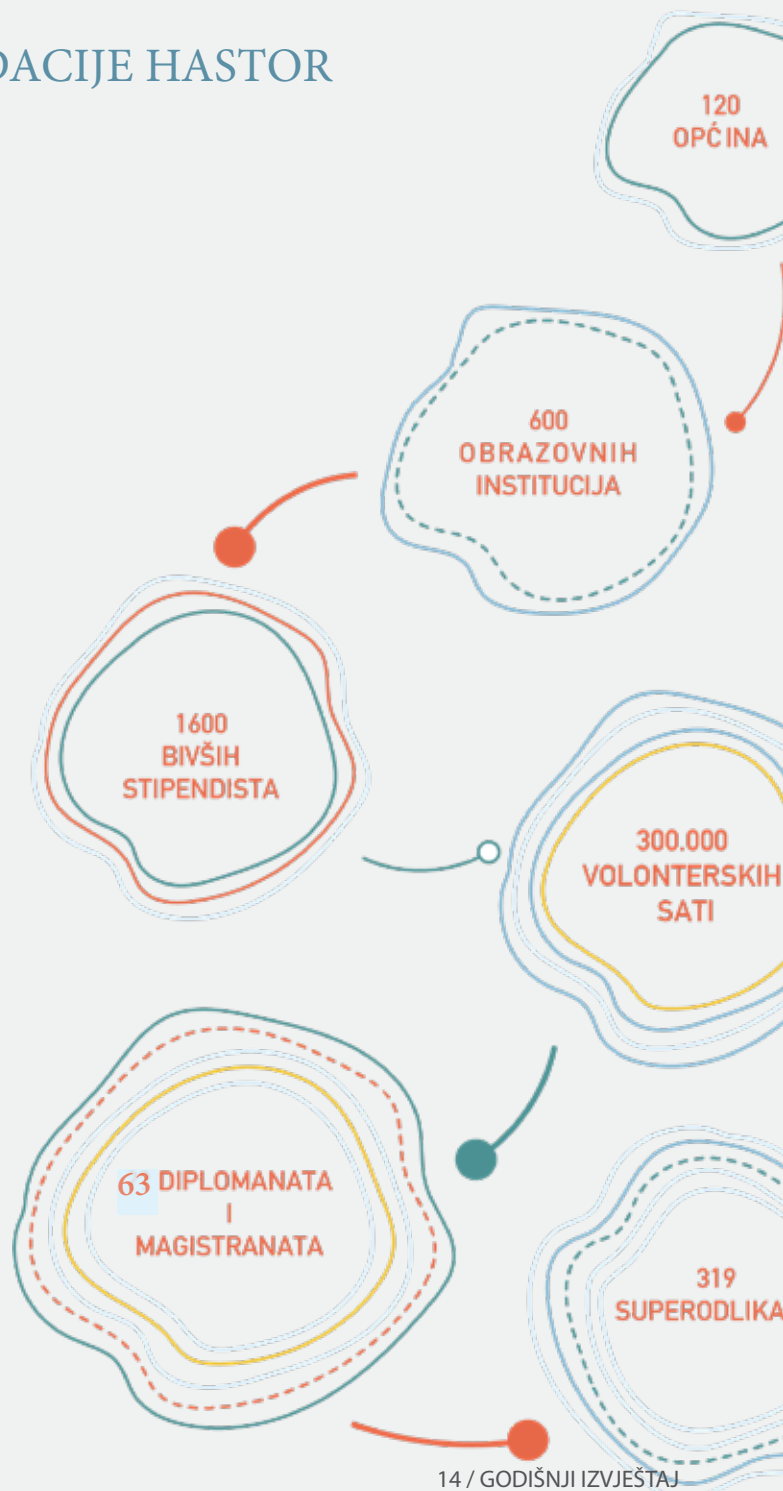 DACIJE HASTOR
120
OPĆINA
600
OBRAZOVNIH
INSTITUCIJA
1600
BIVŠIH
STIPENDISTA
300.000
VOLONTERSKIH
SATI
63 DIPLOMANATA
I
MAGISTRANATA
319
SUPERODLIKA
14 / GODIŠNJI IZVJEŠTAJ